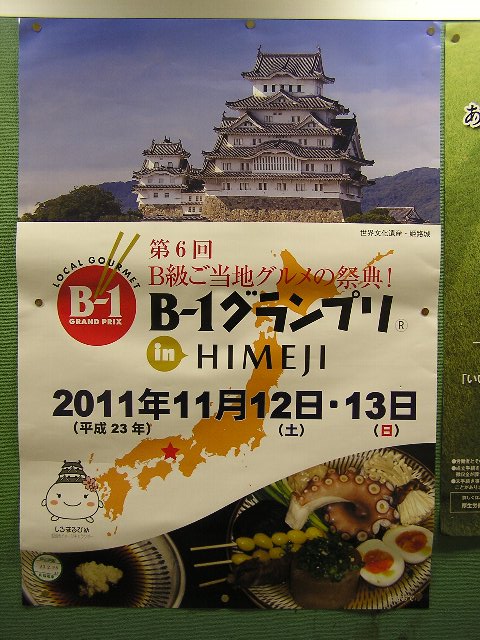 世界文化遺産・姫路城
第6回
B級ご当地グルメの祭典!
LOCAL GOURMET
B-1
GRAND PRIX
B-1グランプリ®
in HIMEJI
2011年11月12日・13日
(平成23年)
(土)
(日)
しろまるひめ
あ
「い